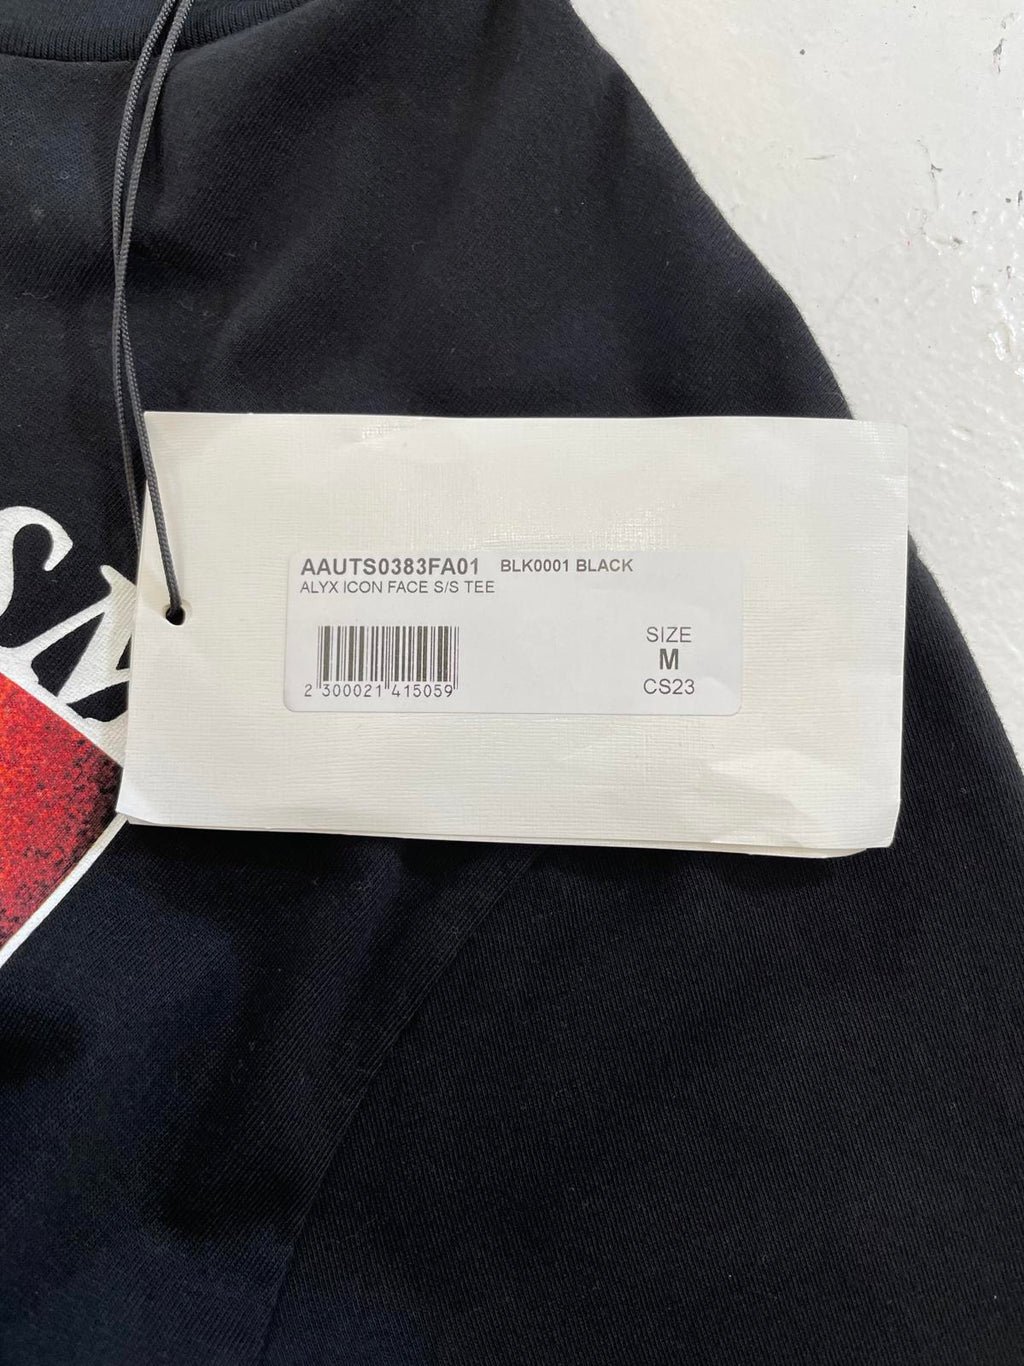 AAUTS0383FA01 BLK0001 BLACK
ALYX ICON FACE S/S TEE
2 300021 415059
SIZE
M
CS23